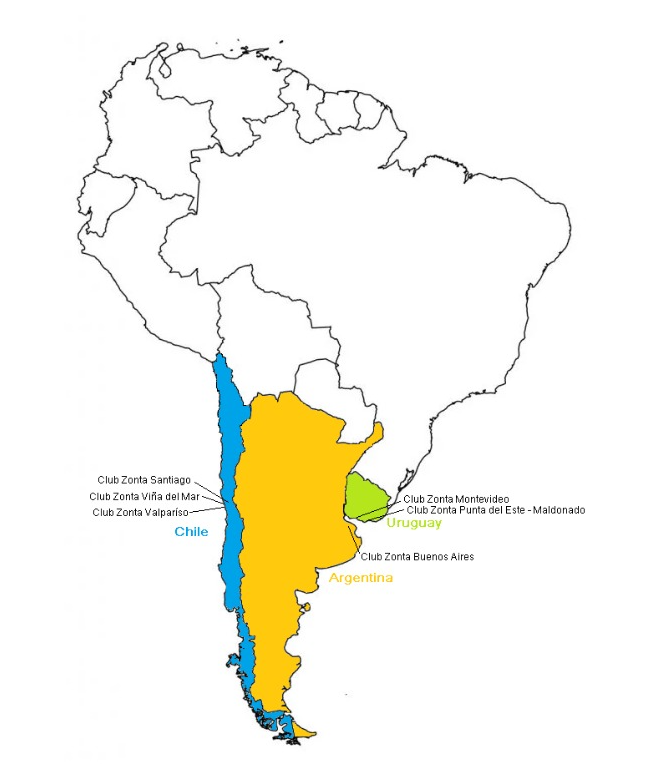 Club Zonta Santiago
Club Zonta Viña del Mar
Club Zonta Valparíso
Chile
Club Zonta Montevideo
Club Zonta Punta del Este - Maldonado
Uruguay
Club Zonta Buenos Aires
Argentina